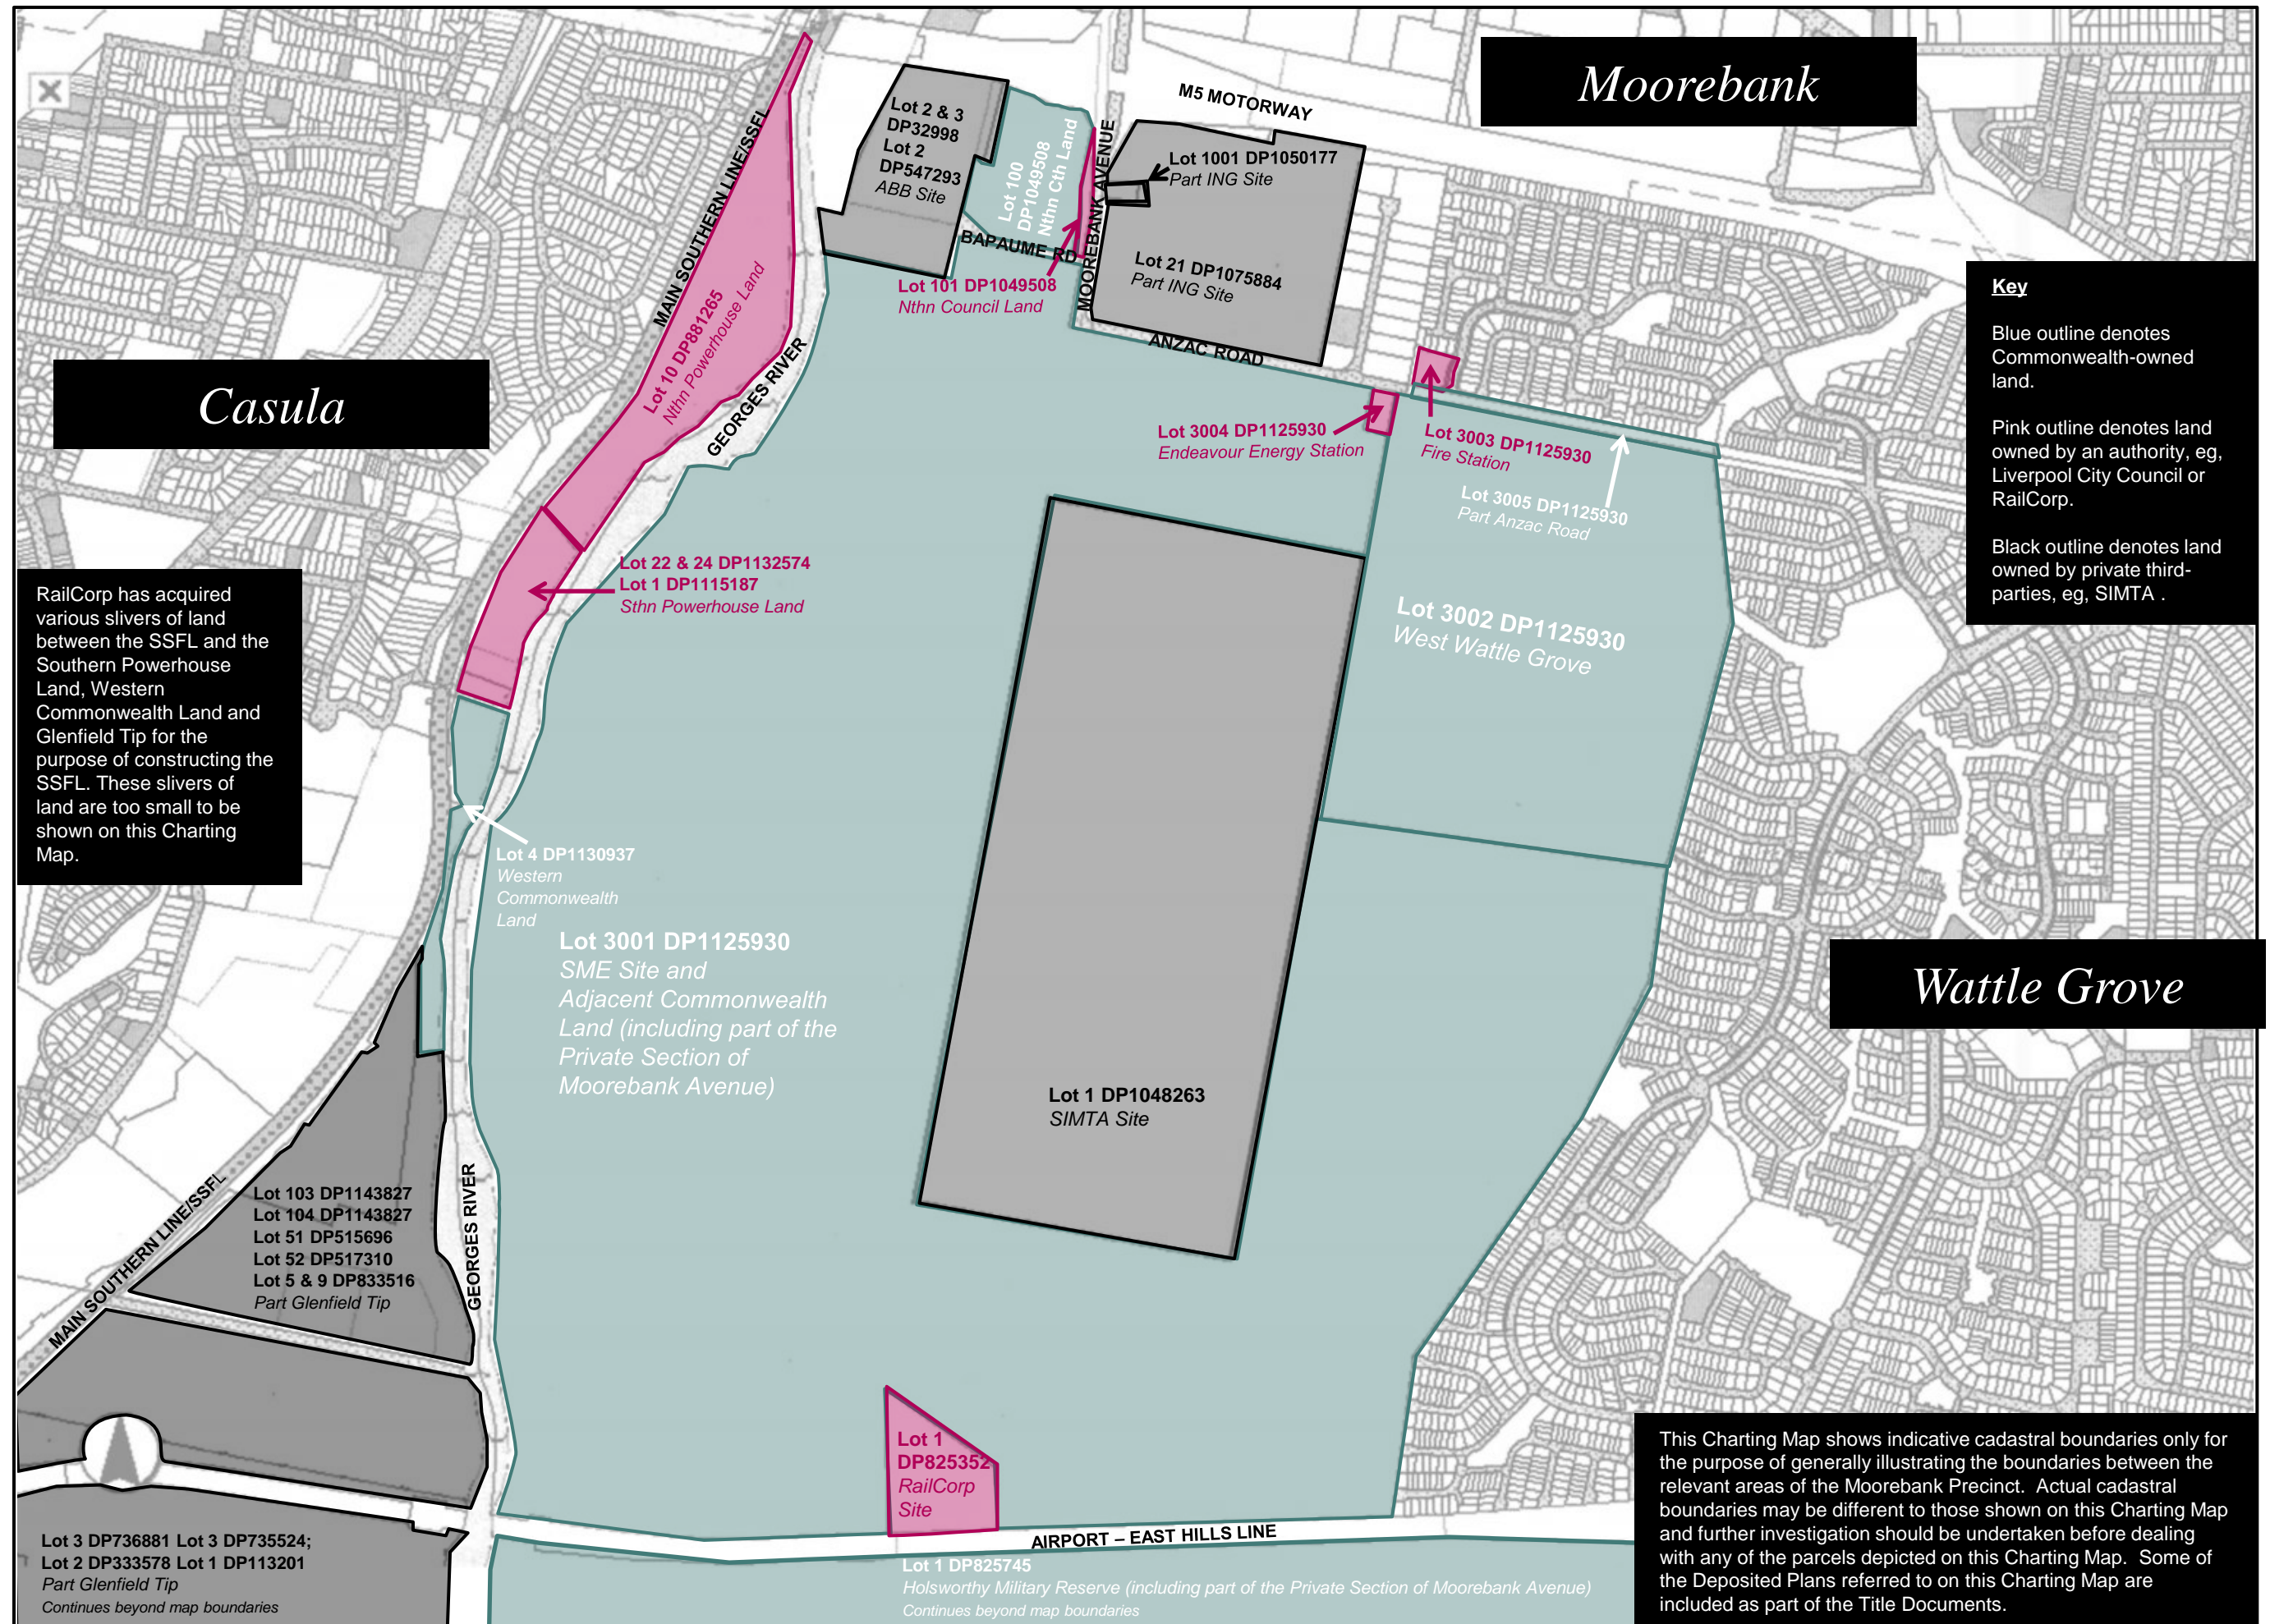 Moorebank
M5 MOTORWAY
Lot 2 & 3
DP32998
Lot 2
DP547293
ABB Site
Lot 100
DP1049508
Nthn Cth Land
MOOREBANK AVENUE
Lot 1001 DP1050177
Part ING Site
MAIN SOUTHERN LINE/SSFL
BAPAUME RD
Lot 21 DP1075884
Part ING Site
Lot 101 DP1049508
Nthn Council Land
Lot 10 DP881265
Nthn Powerhouse Land
GEORGES RIVER
ANZAC ROAD
Key
Blue outline denotes
Commonwealth-owned
land.
Pink outline denotes land
owned by an authority, eg,
Liverpool City Council or
RailCorp.
Black outline denotes land
owned by private third-
parties, eg, SIMTA .
Casula
Lot 3004 DP1125930
Endeavour Energy Station
Lot 3003 DP1125930
Fire Station
Lot 3005 DP1125930
Part Anzac Road
Lot 22 & 24 DP1132574
Lot 1 DP1115187
Sthn Powerhouse Land
RailCorp has acquired
various slivers of land
between the SSFL and the
Southern Powerhouse
Land, Western
Commonwealth Land and
Glenfield Tip for the
purpose of constructing the
SSFL. These slivers of
land are too small to be
shown on this Charting
Map.
Lot 3002 DP1125930
West Wattle Grove
Lot 4 DP1130937
Western
Commonwealth
Land
Lot 3001 DP1125930
SME Site and
Adjacent Commonwealth
Land (including part of the
Private Section of
Moorebank Avenue)
Wattle Grove
Lot 1 DP1048263
SIMTA Site
MAIN SOUTHERN LINE/SSFL
Lot 103 DP1143827
Lot 104 DP1143827
Lot 51 DP515696
Lot 52 DP517310
Lot 5 & 9 DP833516
Part Glenfield Tip
GEORGES RIVER
Lot 1
DP825352
RailCorp
Site
AIRPORT – EAST HILLS LINE
Lot 3 DP736881 Lot 3 DP735524;
Lot 2 DP333578 Lot 1 DP113201
Part Glenfield Tip
Continues beyond map boundaries
Lot 1 DP825745
Holsworthy Military Reserve (including part of the Private Section of Moorebank Avenue)
Continues beyond map boundaries
This Charting Map shows indicative cadastral boundaries only for
the purpose of generally illustrating the boundaries between the
relevant areas of the Moorebank Precinct.  Actual cadastral
boundaries may be different to those shown on this Charting Map
and further investigation should be undertaken before dealing
with any of the parcels depicted on this Charting Map.  Some of
the Deposited Plans referred to on this Charting Map are
included as part of the Title Documents.